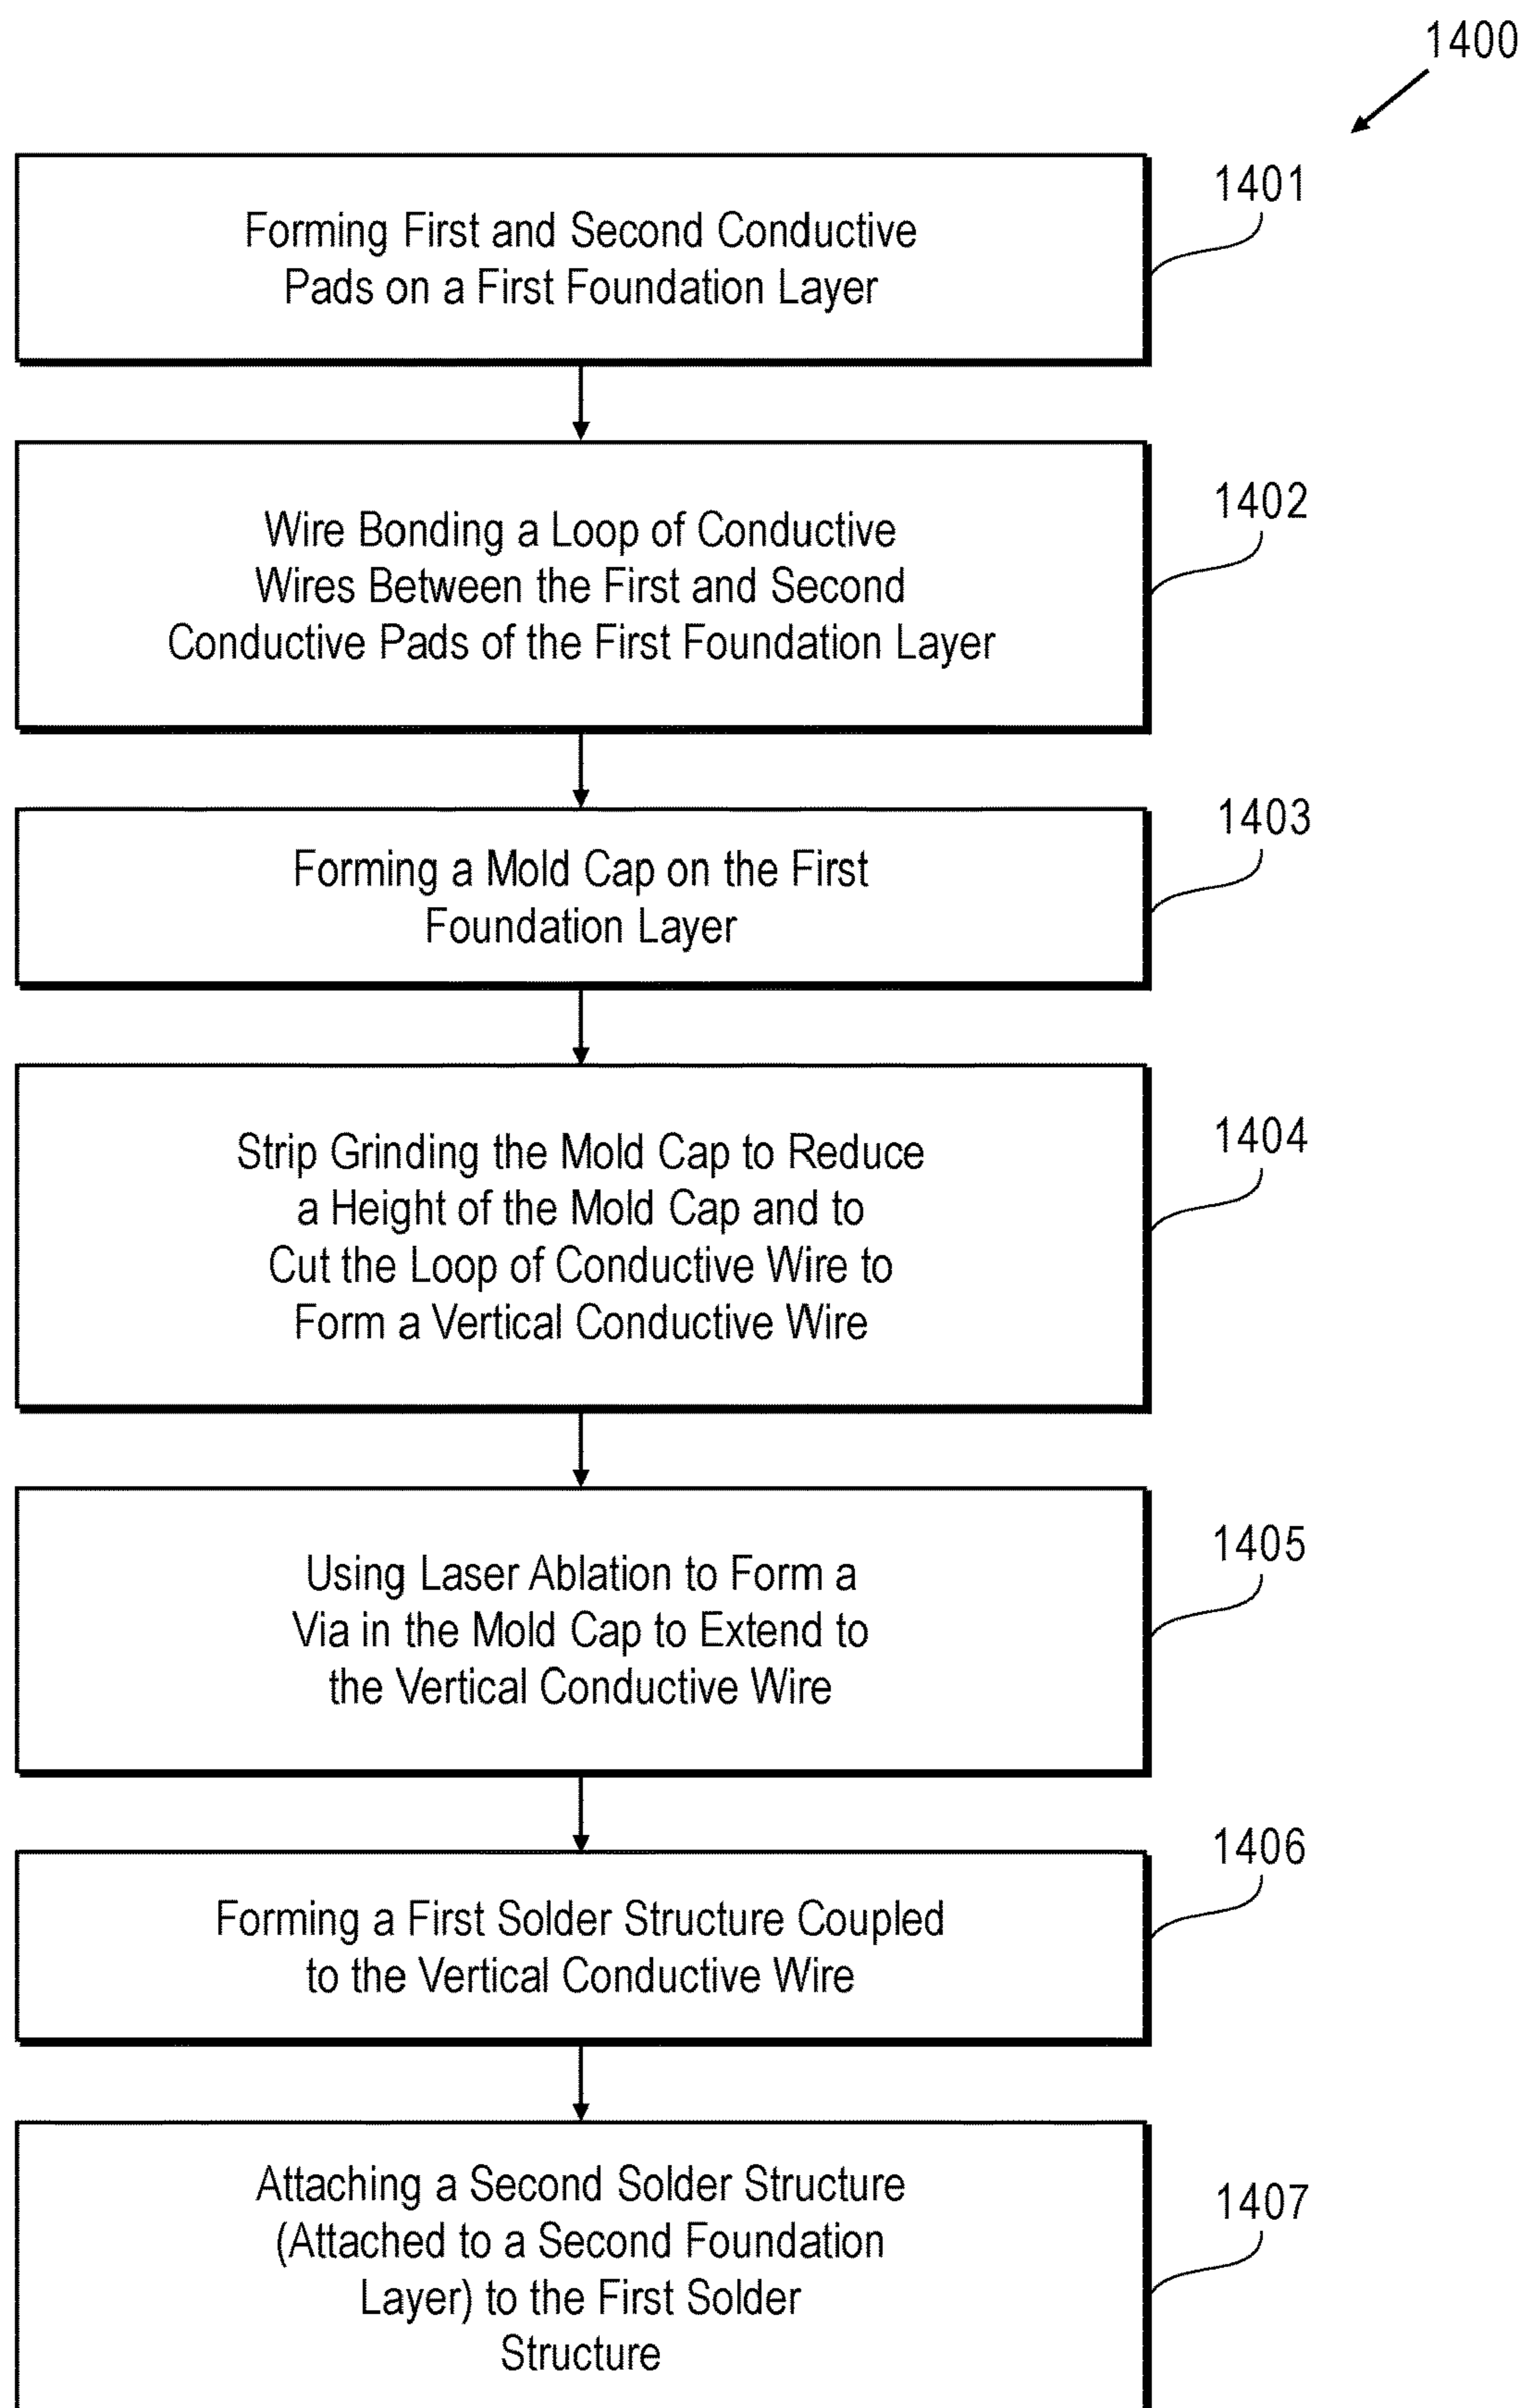 1400
Forming First and Second Conductive
Pads on a First Foundation Layer
1401
Wire Bonding a Loop of Conductive
Wires Between the First and Second
Conductive Pads of the First Foundation Layer
1402
Forming a Mold Cap on the First
Foundation Layer
1403
Strip Grinding the Mold Cap to Reduce
a Height of the Mold Cap and to
Cut the Loop of Conductive Wire to
Form a Vertical Conductive Wire
1404
Using Laser Ablation to Form a
Via in the Mold Cap to Extend to
the Vertical Conductive Wire
1405
Forming a First Solder Structure Coupled
to the Vertical Conductive Wire
1406
Attaching a Second Solder Structure
(Attached to a Second Foundation
Layer) to the First Solder
Structure
1407